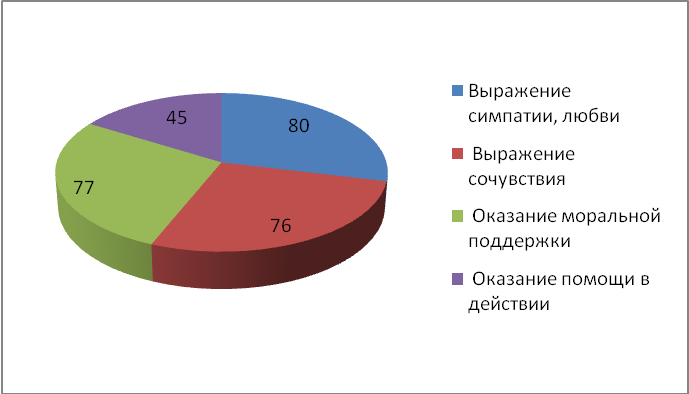 80
76
77
45
Выражение
симпатии, любви
Выражение
сочувствия
Оказание моральной
поддержки
Оказание помощи в
действии